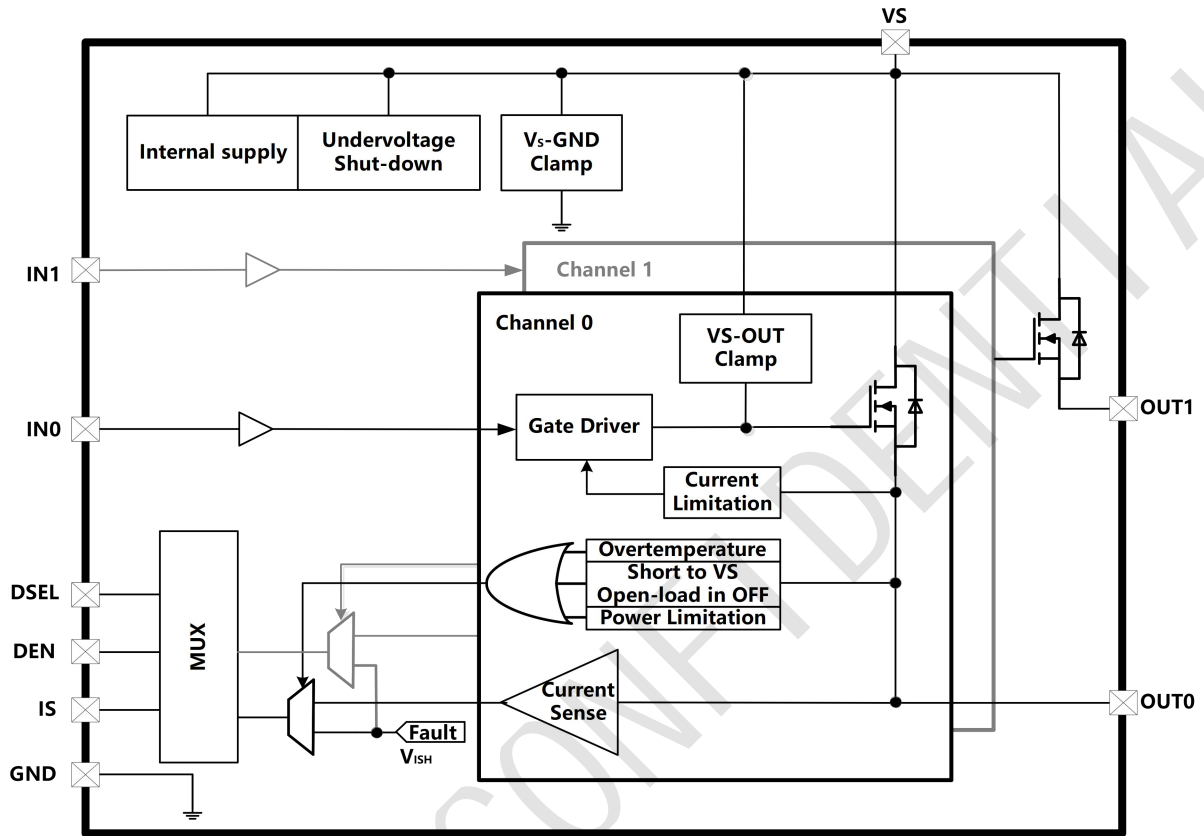 VS
Internal supply
Undervoltage
Shut-down
VS-GND
Clamp
IN1
Channel 1
Channel 0
VS-OUT
Clamp
OUT1
IN0
Gate Driver
Current
Limitation
Overtemperature
Short to VS
Open-load in OFF
Power Limitation
DSEL
MUX
DEN
IS
Current
Sense
OUT0
Fault
VISH
GND
CONFIDENTIAL